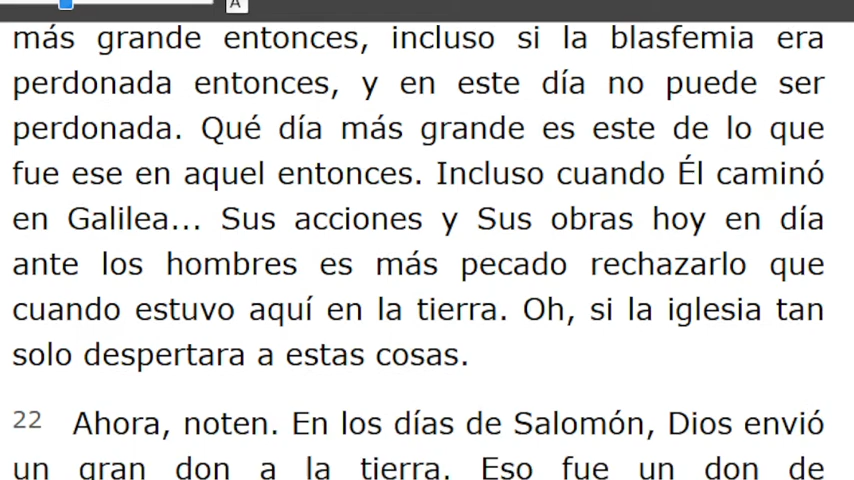 A
más grande entonces, incluso si la blasfemia era
perdonada entonces, y en este día no puede ser
perdonada. Qué día más grande es este de lo que
fue ese en aquel entonces. Incluso cuando Él caminó
en Galilea... Sus acciones y Sus obras hoy en día
ante los hombres es más pecado rechazarlo que
cuando estuvo aquí en la tierra. Oh, si la iglesia tan
solo despertara a estas cosas.
22 Ahora, noten. En los días de Salomón, Dios envió
un gran don a la tierra. Eso fue un don de